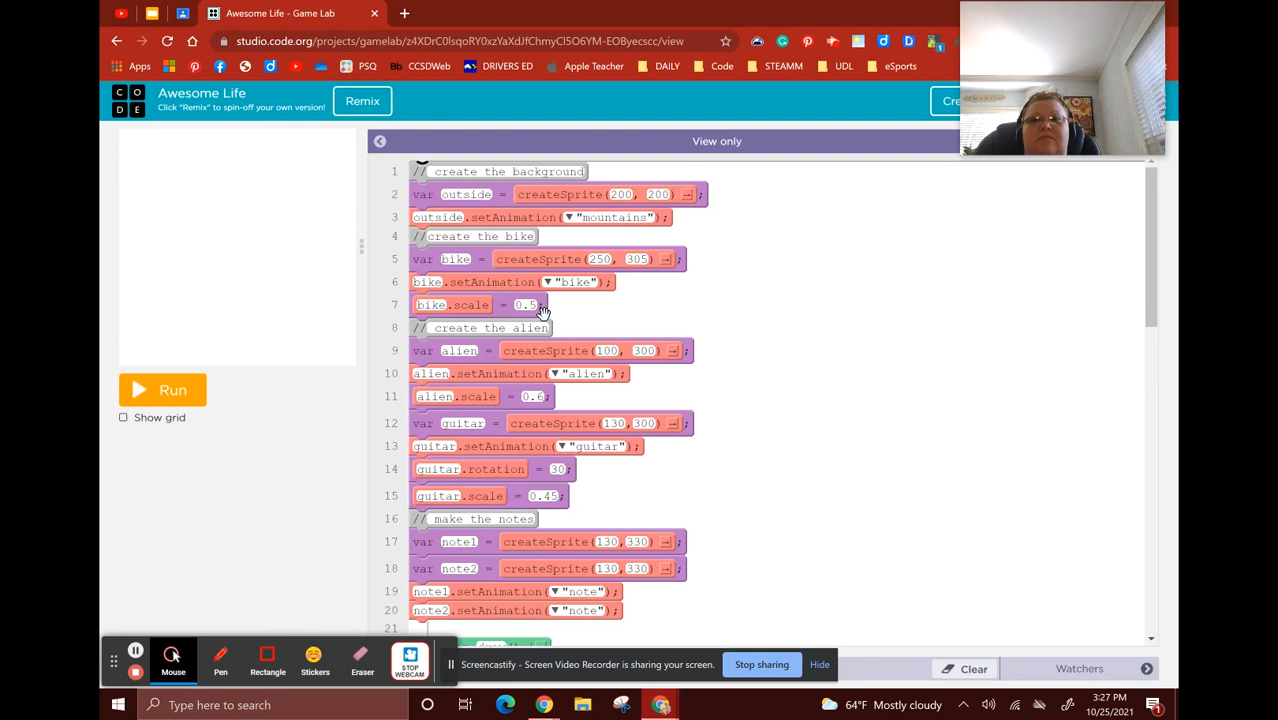 Awesome Life - Game Lab
studio.code.org/projects/gamelab/z4XDrC0lsqoRY0xzYaXdJfChmyCl5O6YM-EOByecscc/view
Apps
PSQ
Bb CCSDWeb
DRIVERS ED
Apple Teacher
DAILY
Code
STEAMM
UDL
eSports
CO
DE
Awesome Life
Click "Remix" to spin-off your own version!
Remix
Cre
View only
1 // create the background
2 var outside = createSprite(200, 200);
3 outside.setAnimation("mountains");
4 //create the bike
5 var bike = createSprite(250, 305);
6 bike.setAnimation("bike");
7 bike.scale = 0.5;
8 // create the alien
9 var alien = createSprite(100, 300);
10 alien.setAnimation("alien");
11 alien.scale = 0.6;
12 var guitar = createSprite(130,300);
13 guitar.setAnimation("guitar");
14 guitar.rotation = 30;
15 guitar.scale = 0.45;
16 // make the notes
17 var note1 = createSprite(130,330);
18 var note2 = createSprite(130,330);
19 note1.setAnimation("note");
20 note2.setAnimation("note");
21
Run
Show grid
Mouse
Pen
Rectangle
Stickers
Eraser
STOP
WEBCAM
Screencastify - Screen Video Recorder is sharing your screen.
Stop sharing
Hide
Clear
Watchers
Type here to search
64°F Mostly cloudy
3:27 PM
10/25/2021